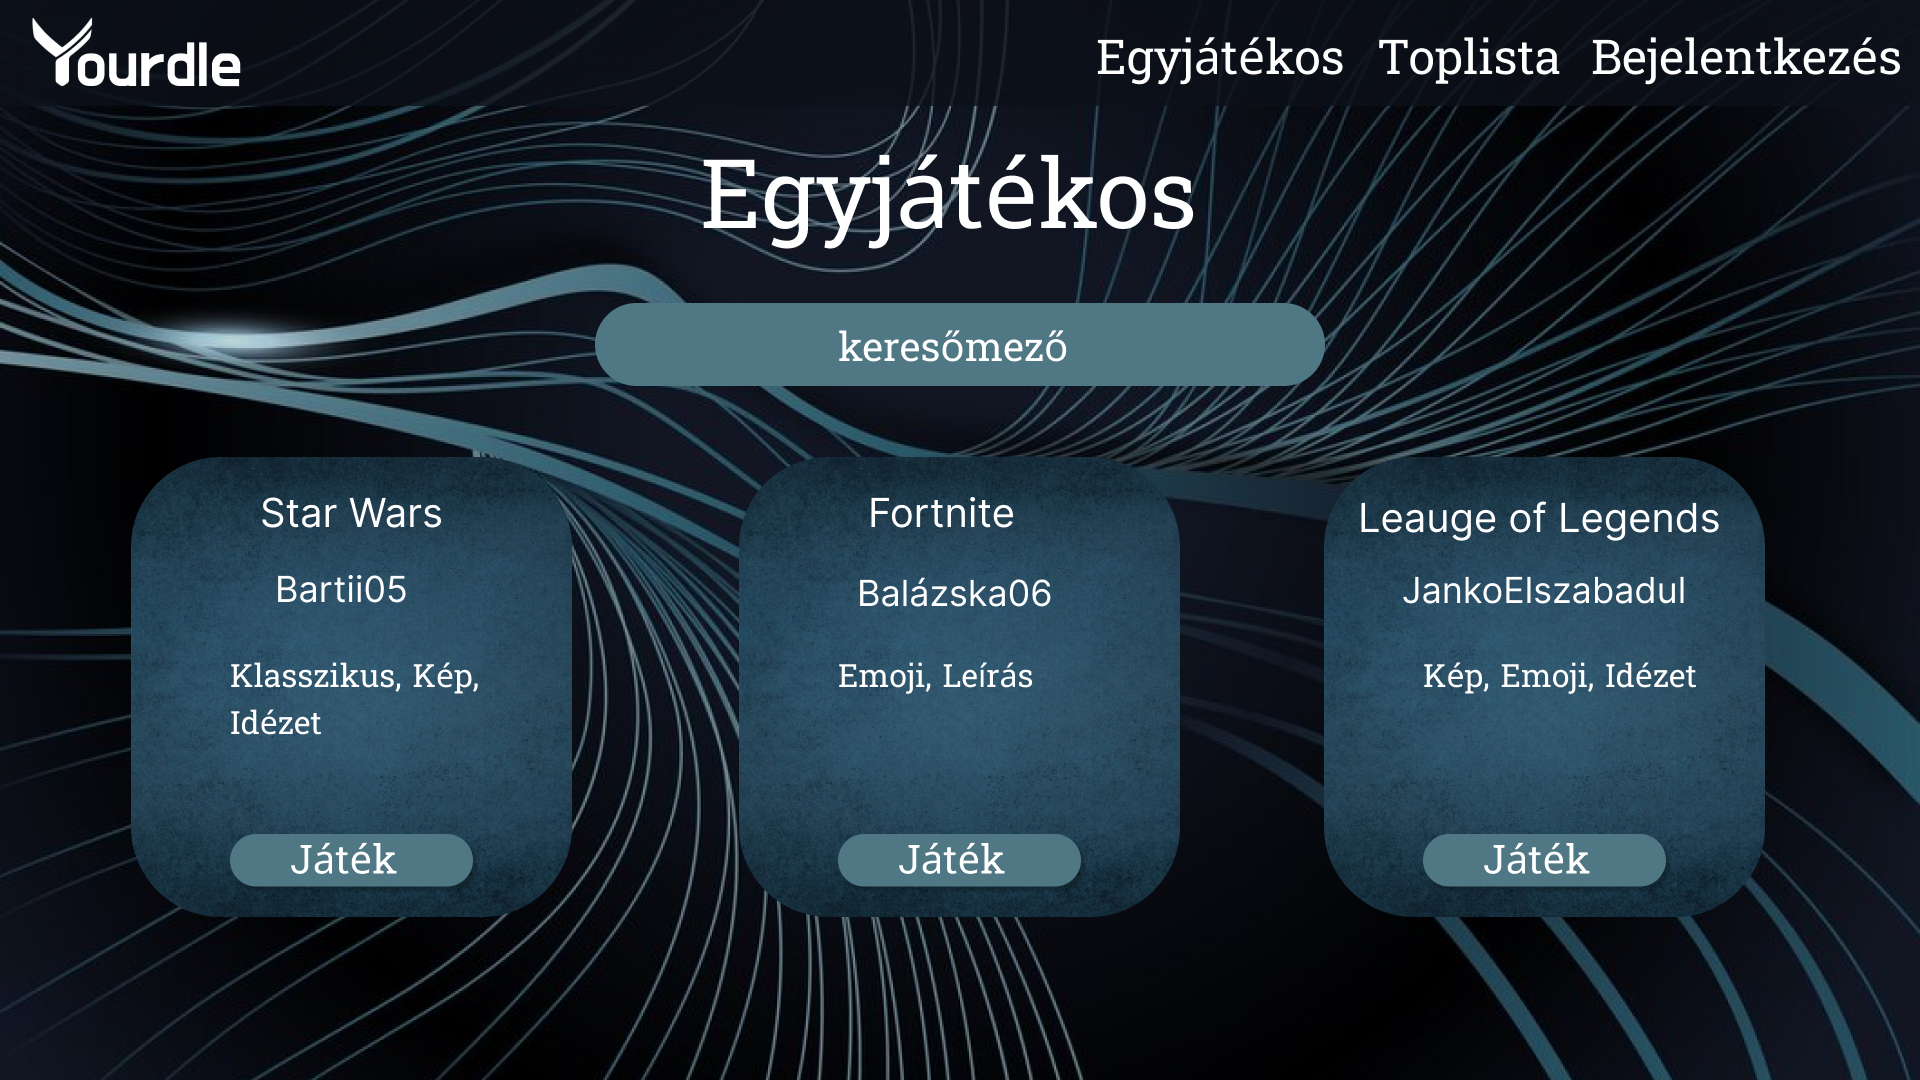 Yourdle
Egyjátékos Toplista Bejelentkezés
Egyjátékos
keresőmező
Star Wars
Bartii05
Klasszikus, Kép,
Idézet
Játék
Fortnite
Balázska06
Emoji, Leírás
Játék
Leauge of Legends
JankoElszabadul
Kép, Emoji, Idézet
Játék